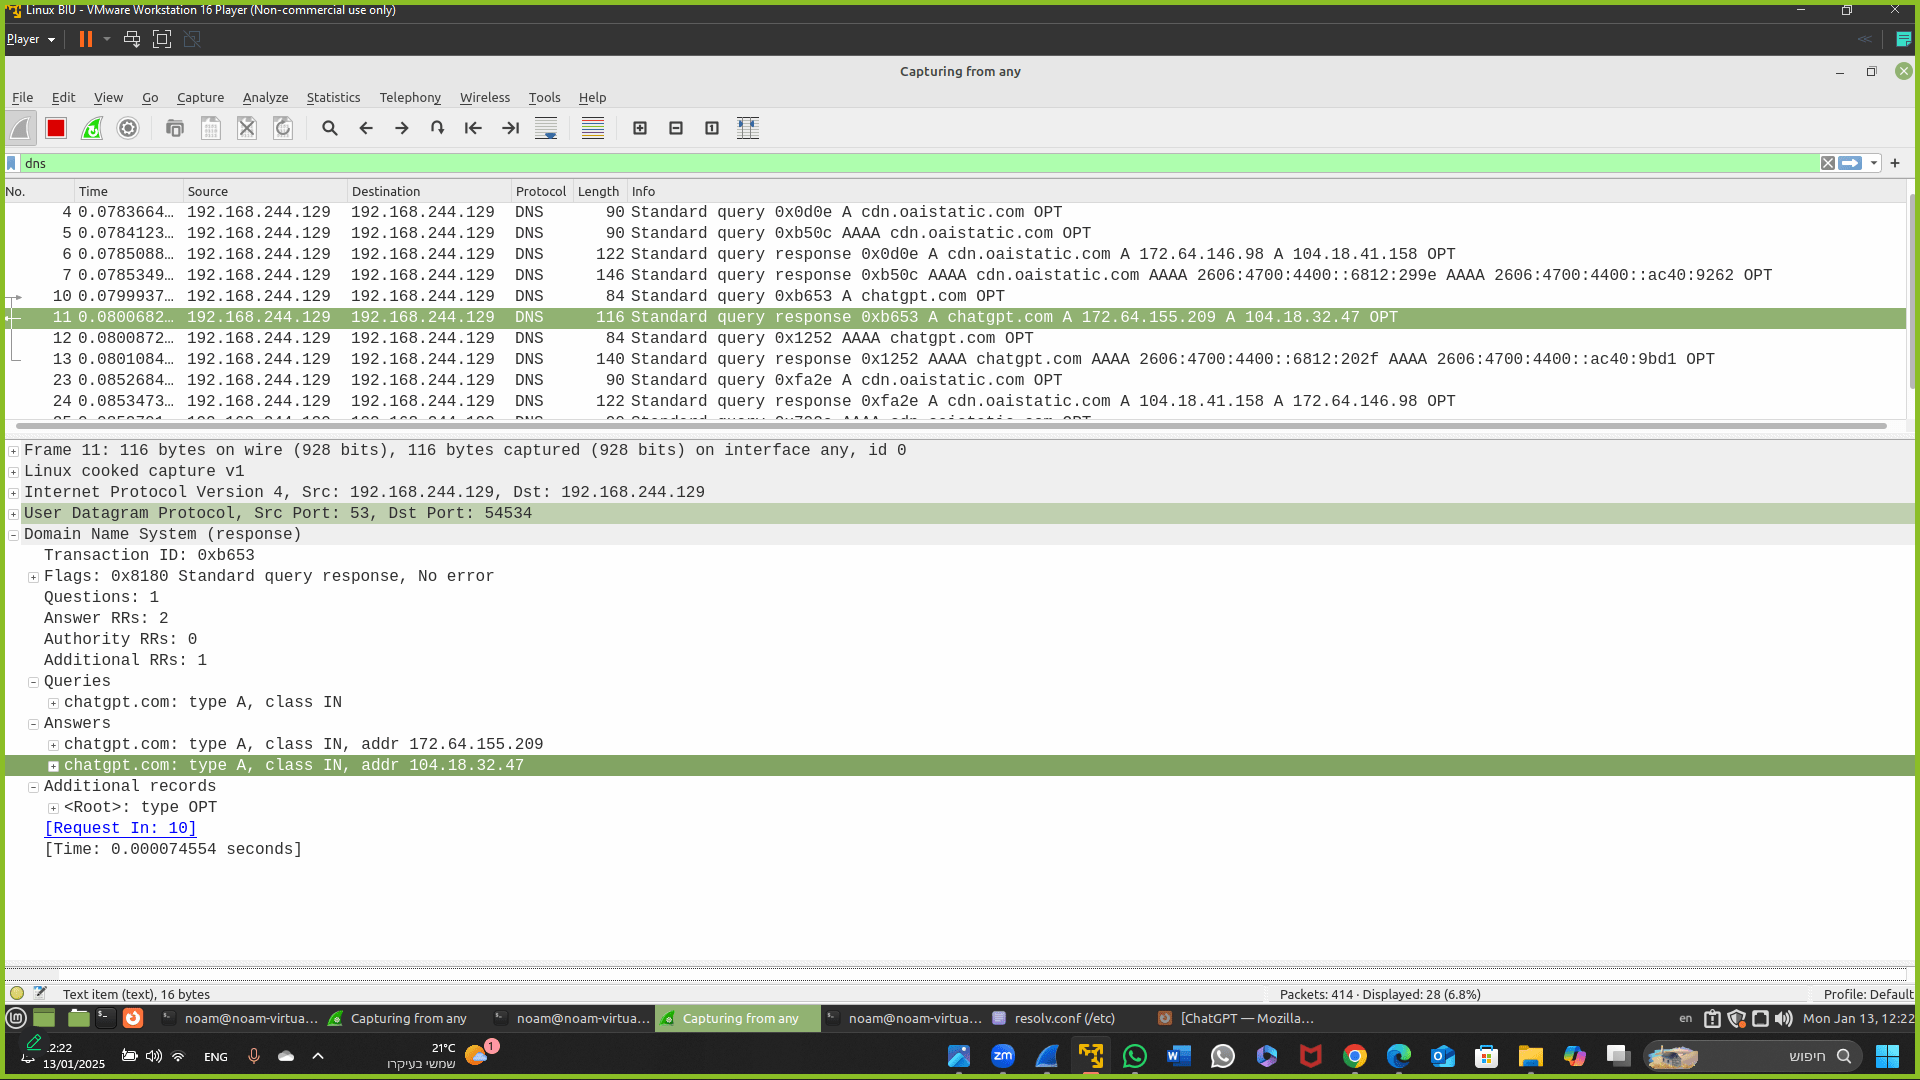 Linux BIU - VMware Workstation 16 Player (Non-commercial use only)
Player
Capturing from any
File Edit View Go Capture Analyze Statistics Telephony Wireless Tools Help
dns
No. Time Source Destination Protocol Length Info
4 0.0783664… 192.168.244.129 192.168.244.129 DNS 90 Standard query 0x0d0e A cdn.oaistatic.com OPT
5 0.0784123… 192.168.244.129 192.168.244.129 DNS 90 Standard query 0xb50c AAAA cdn.oaistatic.com OPT
6 0.0785088… 192.168.244.129 192.168.244.129 DNS 122 Standard query response 0x0d0e A cdn.oaistatic.com A 172.64.146.98 A 104.18.41.158 OPT
7 0.0785349… 192.168.244.129 192.168.244.129 DNS 146 Standard query response 0xb50c AAAA cdn.oaistatic.com AAAA 2606:4700:4400::6812:299e AAAA 2606:4700:4400::ac40:9262 OPT
10 0.0799937… 192.168.244.129 192.168.244.129 DNS 84 Standard query 0xb653 A chatgpt.com OPT
11 0.0800682… 192.168.244.129 192.168.244.129 DNS 116 Standard query response 0xb653 A chatgpt.com A 172.64.155.209 A 104.18.32.47 OPT
12 0.0800872… 192.168.244.129 192.168.244.129 DNS 84 Standard query 0x1252 AAAA chatgpt.com OPT
13 0.0801084… 192.168.244.129 192.168.244.129 DNS 140 Standard query response 0x1252 AAAA chatgpt.com AAAA 2606:4700:4400::6812:202f AAAA 2606:4700:4400::ac40:9bd1 OPT
23 0.0852684… 192.168.244.129 192.168.244.129 DNS 90 Standard query 0xfa2e A cdn.oaistatic.com OPT
24 0.0853473… 192.168.244.129 192.168.244.129 DNS 122 Standard query response 0xfa2e A cdn.oaistatic.com A 104.18.41.158 A 172.64.146.98 OPT
Frame 11: 116 bytes on wire (928 bits), 116 bytes captured (928 bits) on interface any, id 0
Linux cooked capture v1
Internet Protocol Version 4, Src: 192.168.244.129, Dst: 192.168.244.129
User Datagram Protocol, Src Port: 53, Dst Port: 54534
Domain Name System (response)
Transaction ID: 0xb653
Flags: 0x8180 Standard query response, No error
Questions: 1
Answer RRs: 2
Authority RRs: 0
Additional RRs: 1
Queries
chatgpt.com: type A, class IN
Answers
chatgpt.com: type A, class IN, addr 172.64.155.209
chatgpt.com: type A, class IN, addr 104.18.32.47
Additional records
<Root>: type OPT
[Request In: 10]
[Time: 0.000074554 seconds]
Text item (text), 16 bytes Packets: 414 · Displayed: 28 (6.8%) Profile: Default
noam@noam-virtua… Capturing from any noam@noam-virtua… Capturing from any noam@noam-virtua… resolv.conf (/etc) [ChatGPT — Mozilla… en Mon Jan 13, 12:22
12:22
13/01/2025
ENG
21°C
שמשי בעיקרו
1
zm
חיפוש